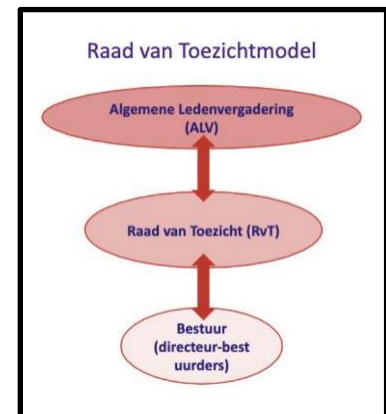 Raad van Toezichtmodel
Algemene Ledenvergadering
(ALV)
Raad van Toezicht (RvT)
Bestuur
(directeur-best
uurders)